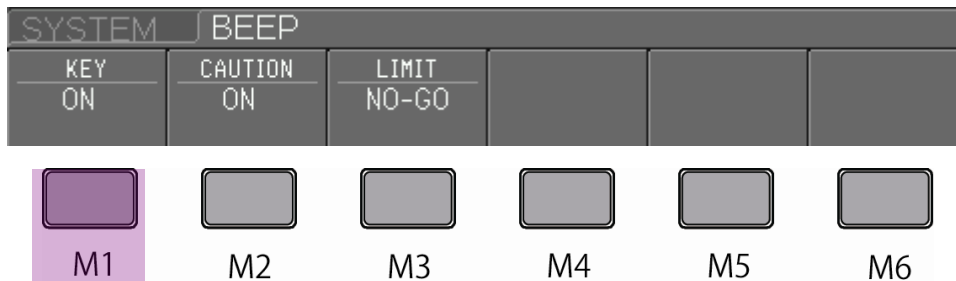 SYSTEM BEEP
KEY CAUTION LIMIT
ON ON NO-GO
M1 M2 M3 M4 M5 M6